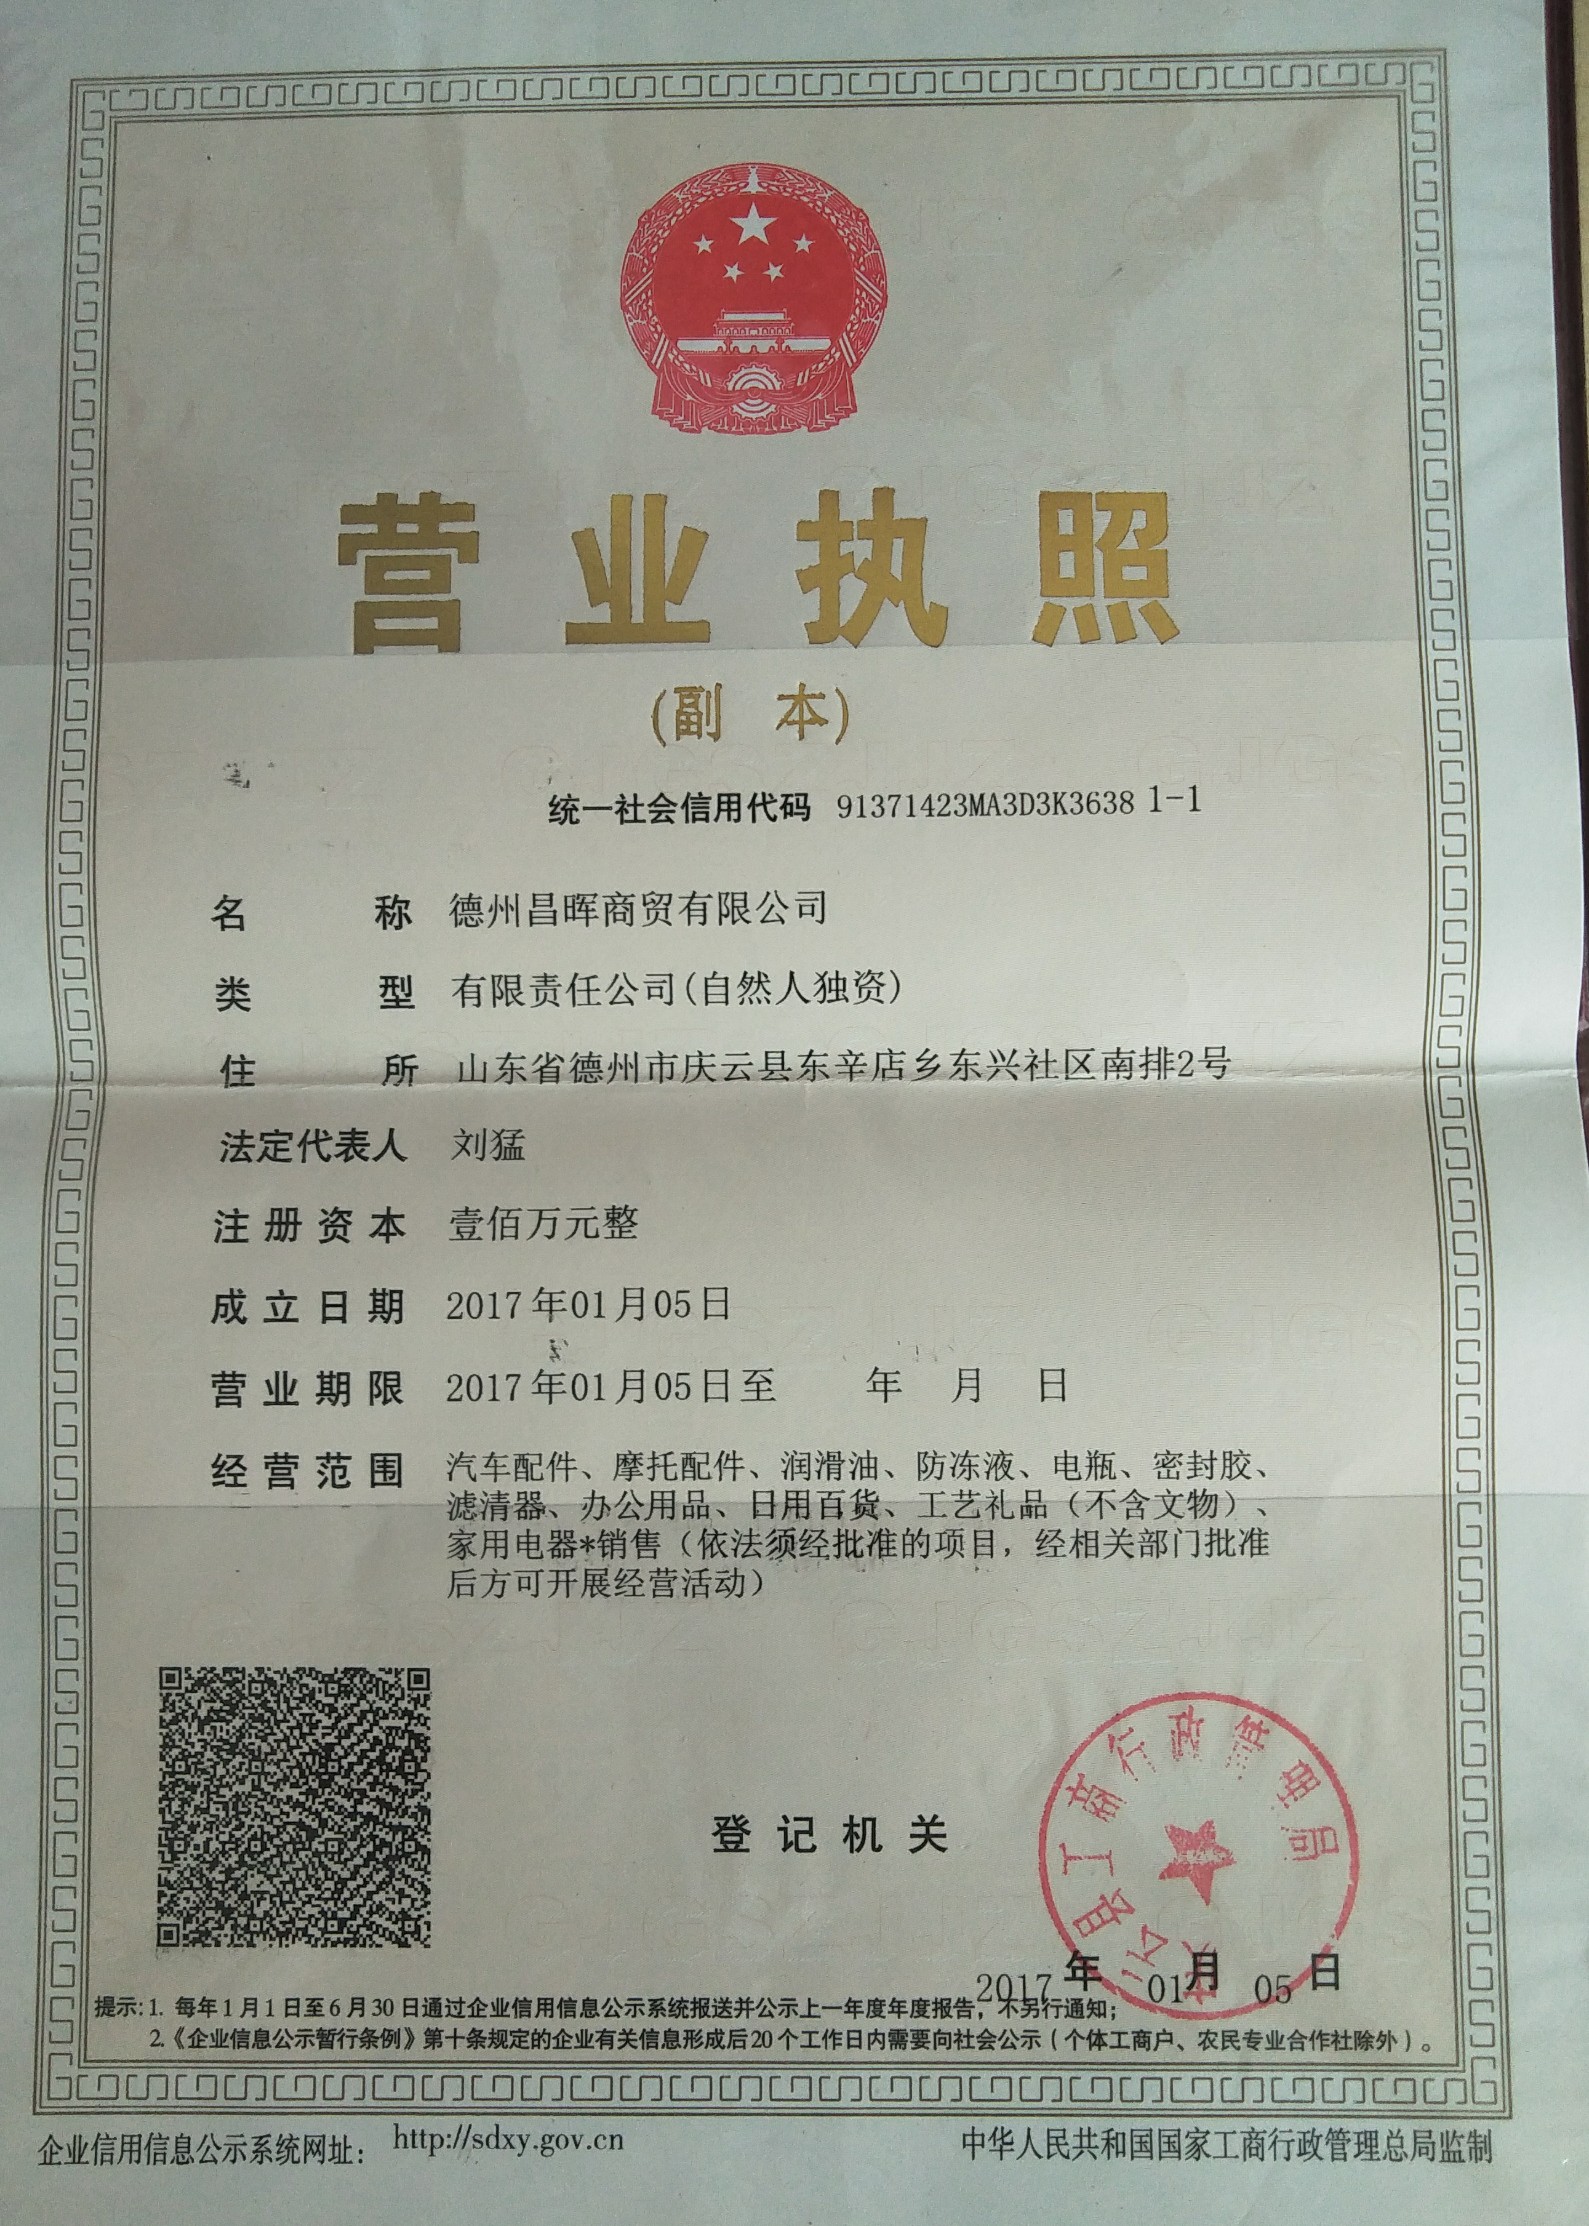 营业执照
(副 本)
统一社会信用代码 91371423MA3D3K3638 1-1
名 称 德州昌晖商贸有限公司
类 型 有限责任公司(自然人独资)
住 所 山东省德州市庆云县东辛店乡东兴社区南排2号
法定代表人 刘猛
注册资本 壹佰万元整
成立日期 2017年01月05日
营业期限 2017年01月05日至 年 月 日
经营范围 汽车配件、摩托配件、润滑油、防冻液、电瓶、密封胶、
滤清器、办公用品、日用百货、工艺礼品（不含文物）、
家用电器*销售（依法须经批准的项目，经相关部门批准
后方可开展经营活动）
登记机关
县工商行政管理局
2017年 01月 05日
提示: 1. 每年1月1日至6月30日通过企业信用信息公示系统报送并公示上一年度年度报告，不另行通知；
2.《企业信息公示暂行条例》第十条规定的企业有关信息形成后20个工作日内需要向社会公示（个体工商户、农民专业合作社除外）。
企业信用信息公示系统网址： http://sdxy.gov.cn
中华人民共和国国家工商行政管理总局监制